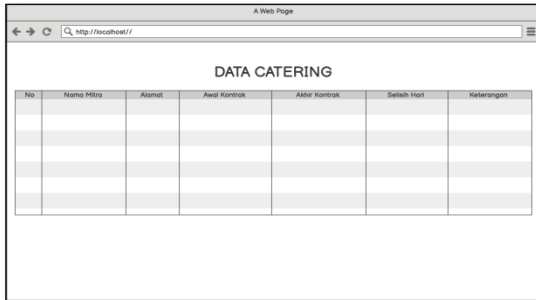 A Web Page
http://localhost//
DATA CATERING
No Nama Mitra Alamat Awal Kontrak Akhir Kontrak Selisih Hari Keterangan